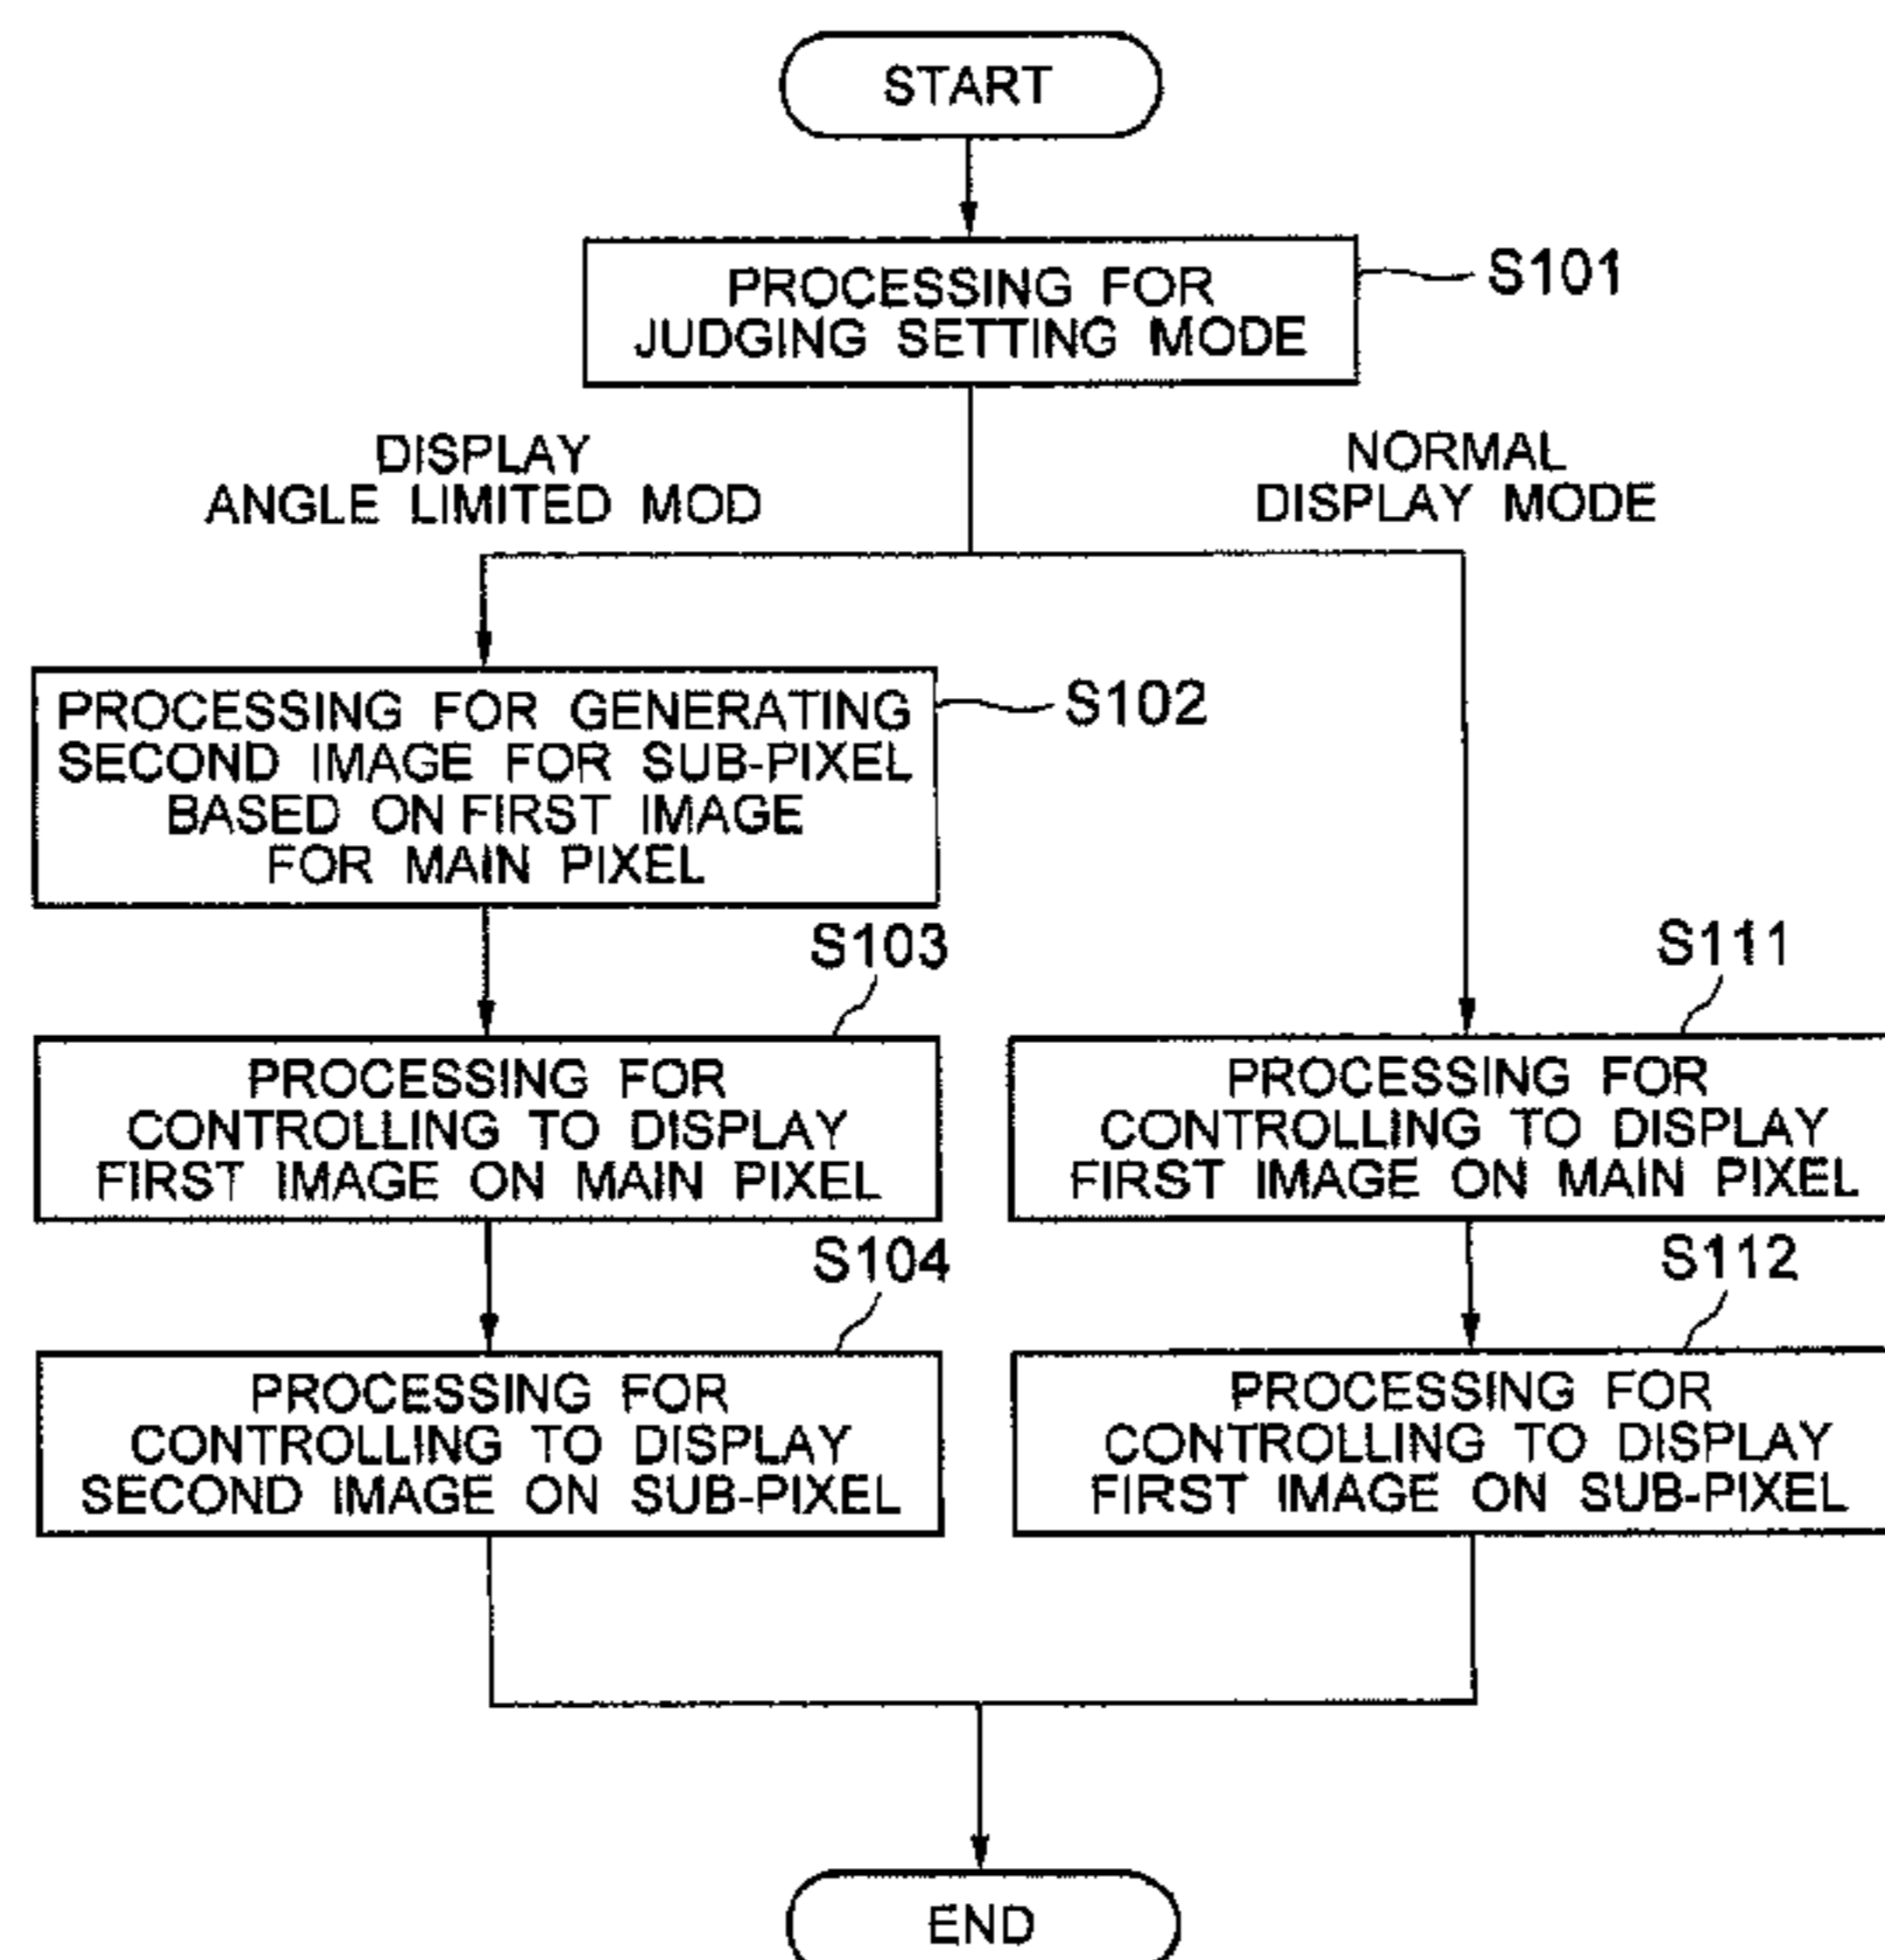 START
PROCESSING FOR
JUDGING SETTING MODE
S101
DISPLAY
ANGLE LIMITED MOD
NORMAL
DISPLAY MODE
PROCESSING FOR GENERATING
SECOND IMAGE FOR SUB-PIXEL
BASED ON FIRST IMAGE
FOR MAIN PIXEL
S102
S103
PROCESSING FOR
CONTROLLING TO DISPLAY
FIRST IMAGE ON MAIN PIXEL
S111
PROCESSING FOR
CONTROLLING TO DISPLAY
FIRST IMAGE ON MAIN PIXEL
S104
PROCESSING FOR
CONTROLLING TO DISPLAY
SECOND IMAGE ON SUB-PIXEL
S112
PROCESSING FOR
CONTROLLING TO DISPLAY
FIRST IMAGE ON SUB-PIXEL
END